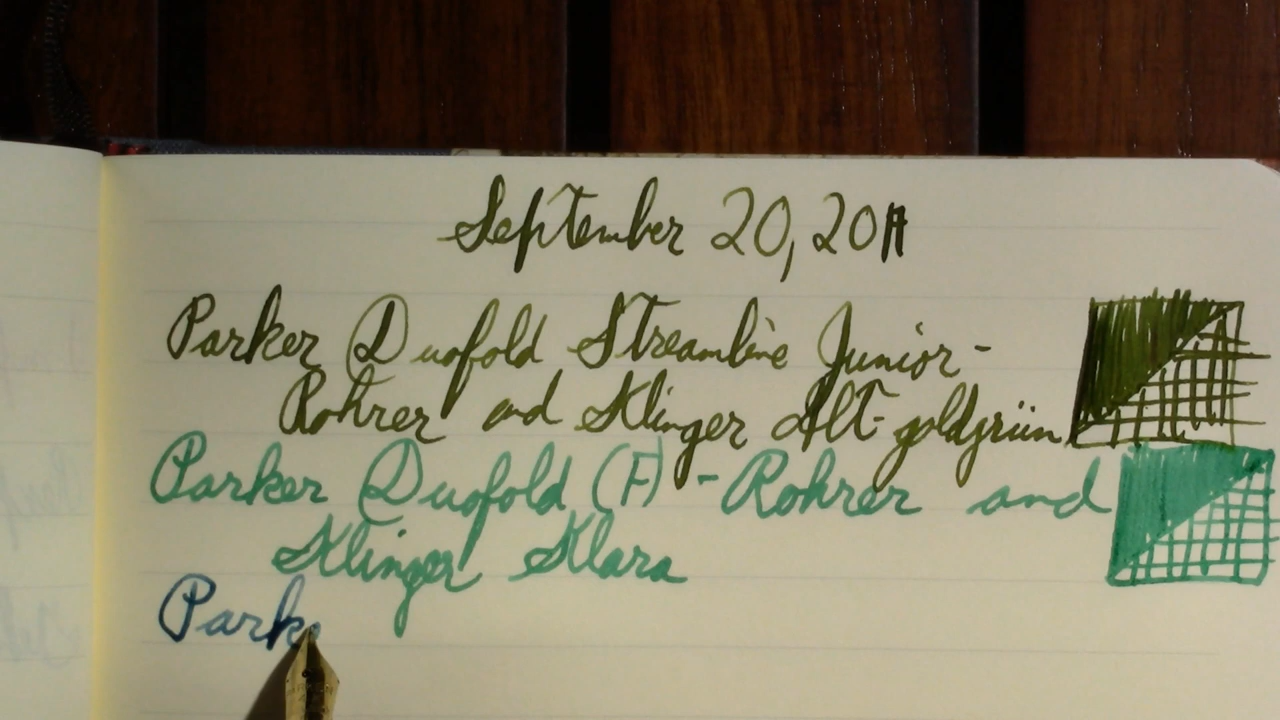 September 20, 2017
Parker Duofold Streamline Junior -
Rohrer and Klinger Alt-goldgrün
Parker Duofold (F) - Rohrer and
Klinger Klara
Park